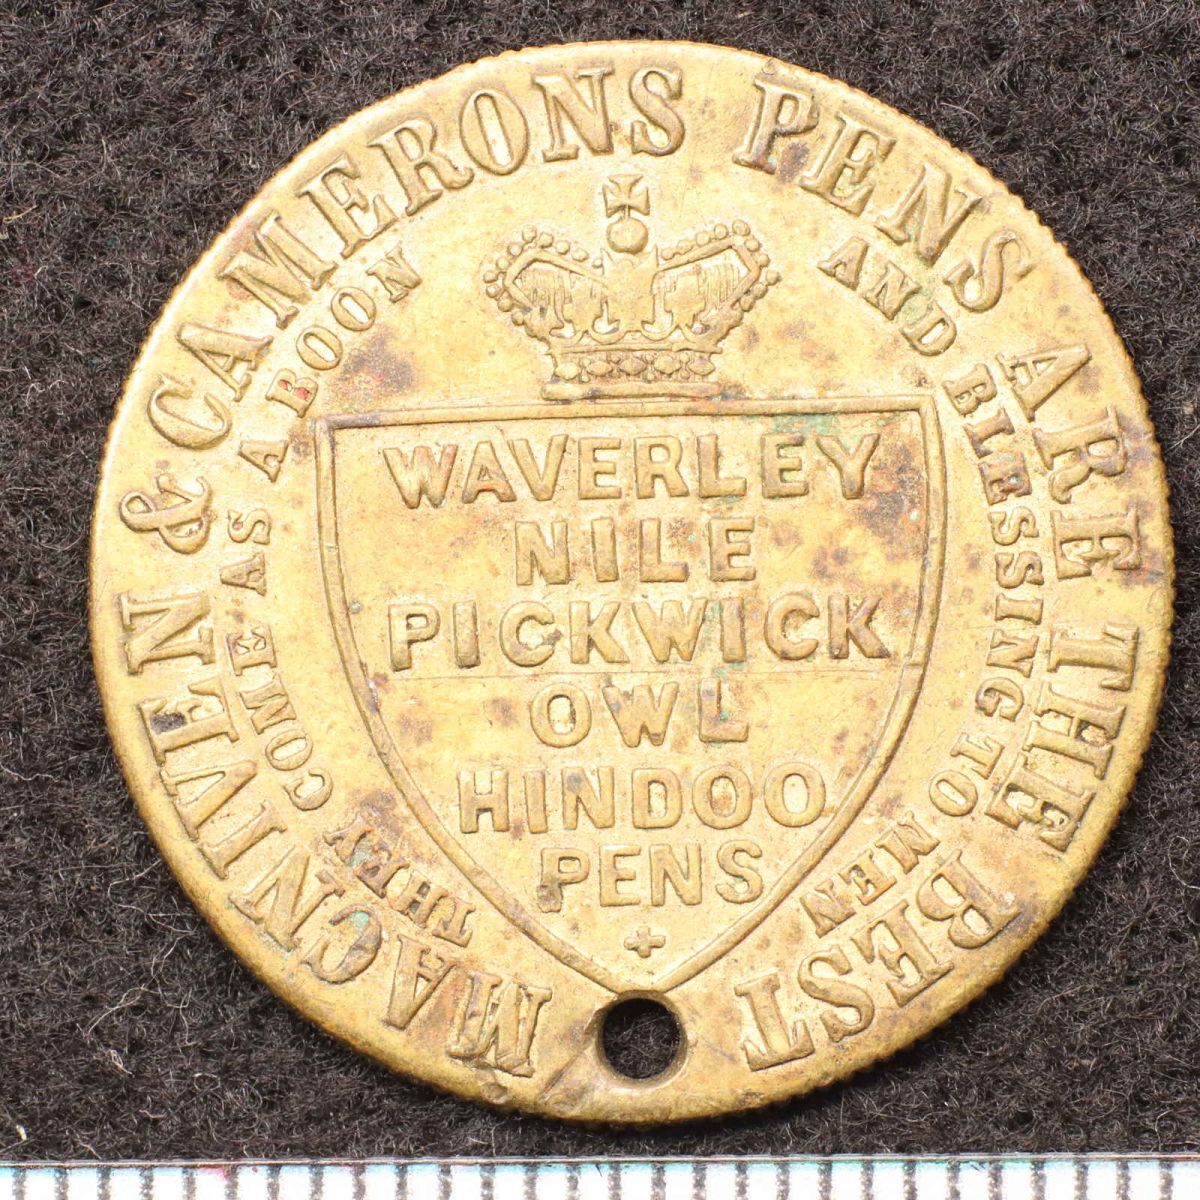 MACNIVEN & CAMERONS PENS ARE THE BEST
THEY COME AS A BOON AND BLESSING TO MEN
WAVERLEY
NILE
PICKWICK
OWL
HINDOO
PENS